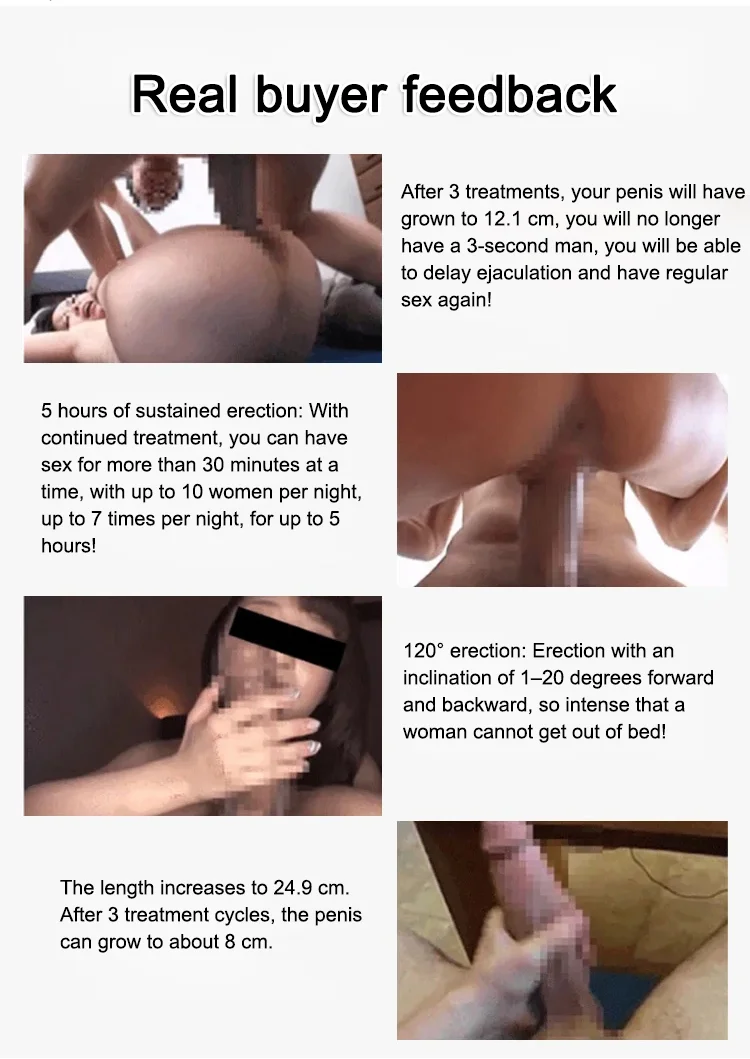 Real buyer feedback
After 3 treatments, your penis will have
grown to 12.1 cm, you will no longer
have a 3-second man, you will be able
to delay ejaculation and have regular
sex again!
5 hours of sustained erection: With
continued treatment, you can have
sex for more than 30 minutes at a
time, with up to 10 women per night,
up to 7 times per night, for up to 5
hours!
120° erection: Erection with an
inclination of 1–20 degrees forward
and backward, so intense that a
woman cannot get out of bed!
The length increases to 24.9 cm.
After 3 treatment cycles, the penis
can grow to about 8 cm.